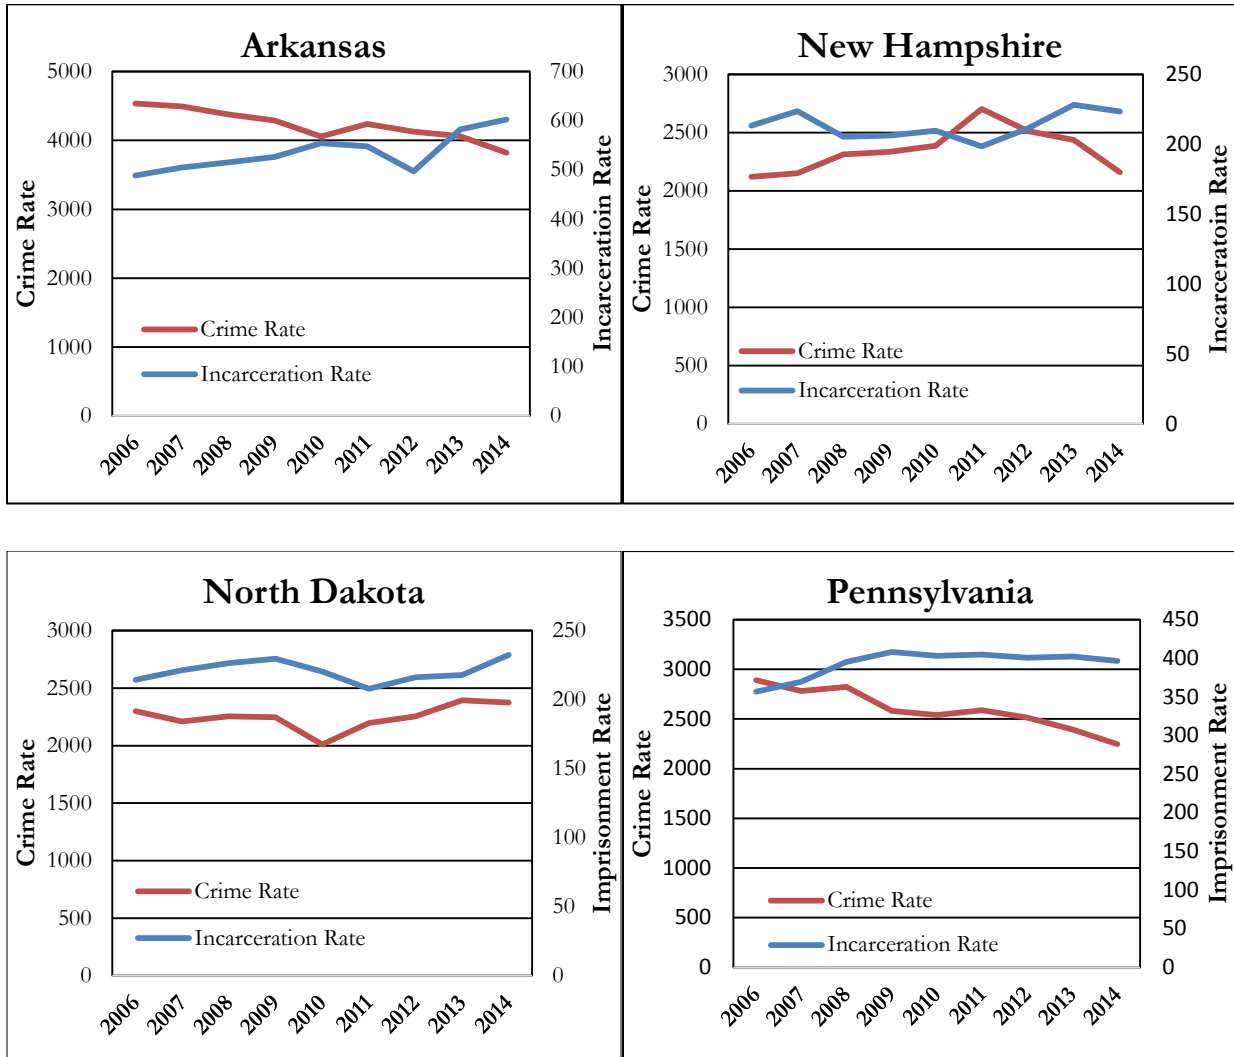 Arkansas
5000
4000
3000
2000
1000
0
700
600
500
400
300
200
100
0
Crime Rate
Incarceratioin Rate
Crime Rate
Incarceration Rate
2006 2007 2008 2009 2010 2011 2012 2013 2014
New Hampshire
3000
2500
2000
1500
1000
500
0
250
200
150
100
50
0
Crime Rate
Incarceratoin Rate
Crime Rate
Incarceration Rate
2006 2007 2008 2009 2010 2011 2012 2013 2014
North Dakota
3000
2500
2000
1500
1000
500
0
250
200
150
100
50
0
Crime Rate
Imprisonment Rate
Crime Rate
Incarceration Rate
2006 2007 2008 2009 2010 2011 2012 2013 2014
Pennsylvania
3500
3000
2500
2000
1500
1000
500
0
450
400
350
300
250
200
150
100
50
0
Crime Rate
Imprisonment Rate
Crime Rate
Incarceration Rate
2006 2007 2008 2009 2010 2011 2012 2013 2014